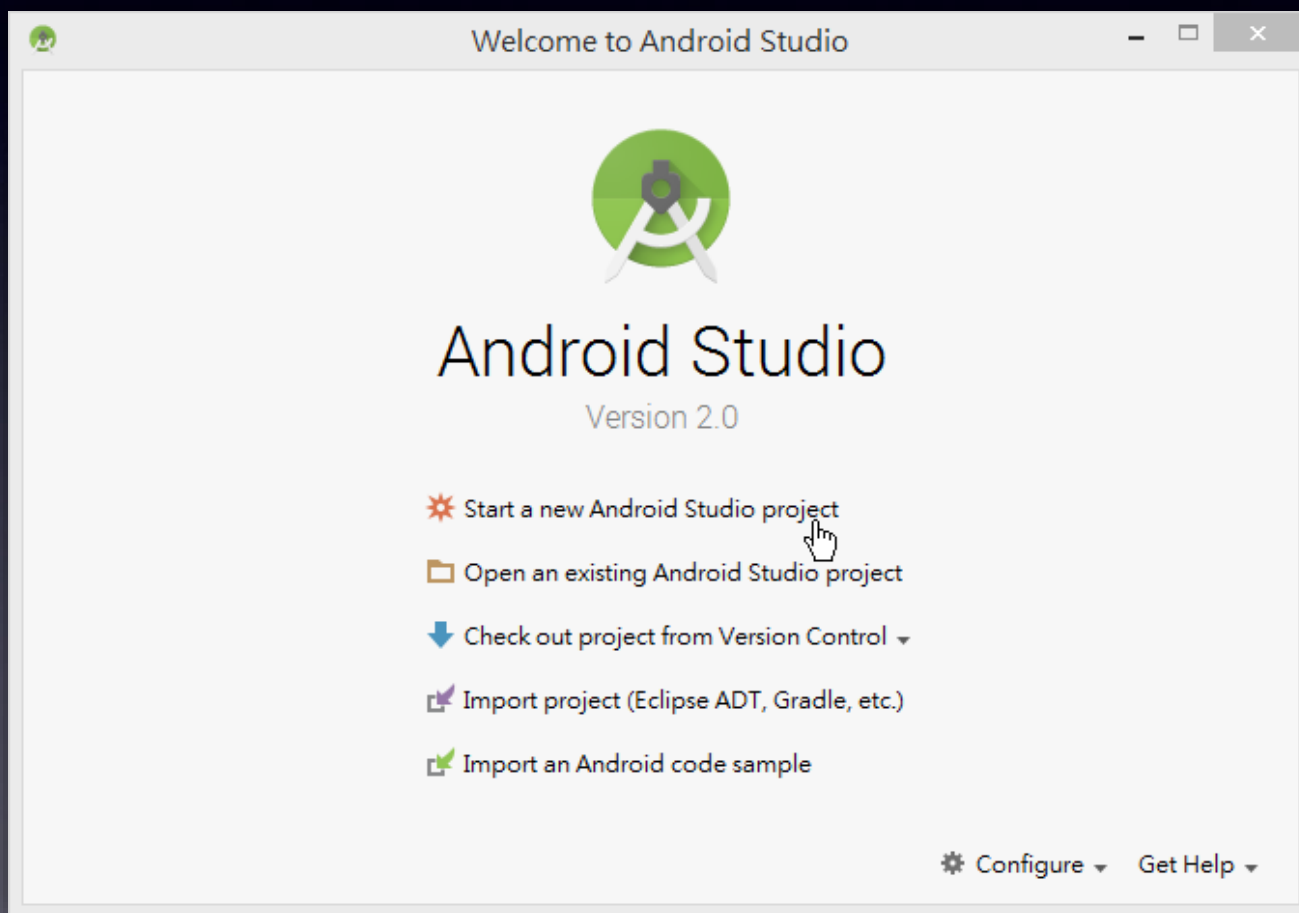 Welcome to Android Studio
Android Studio
Version 2.0
Start a new Android Studio project
Open an existing Android Studio project
Check out project from Version Control
Import project (Eclipse ADT, Gradle, etc.)
Import an Android code sample
Configure Get Help